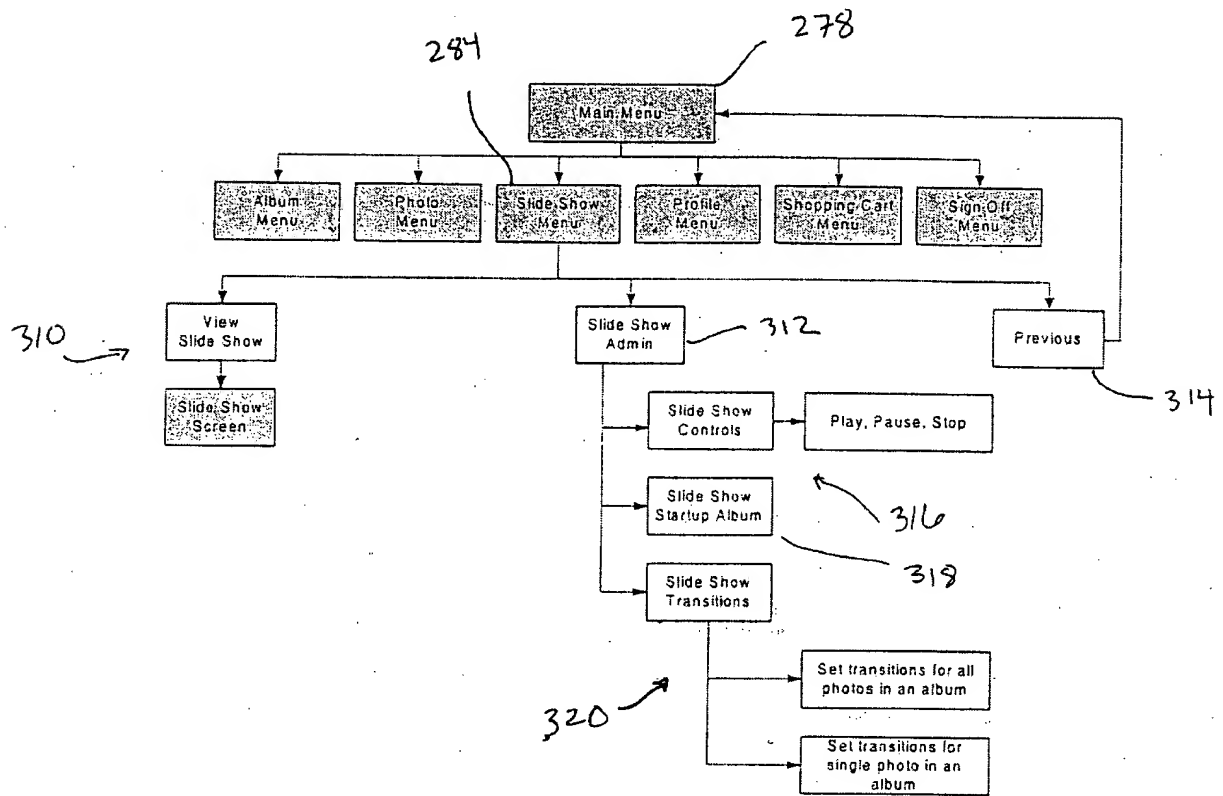 278
284
Main Menu
Album
Menu
Photo
Menu
Slide Show
Menu
Profile
Menu
Shopping Cart
Menu
Sign Off
Menu
310
View
Slide Show
Slide Show
Admin
312
Previous
314
Slide Show
Screen
Slide Show
Controls
Play, Pause, Stop
316
Slide Show
Startup Album
318
Slide Show
Transitions
320
Set transitions for all
photos in an album
Set transitions for
single photo in an
album